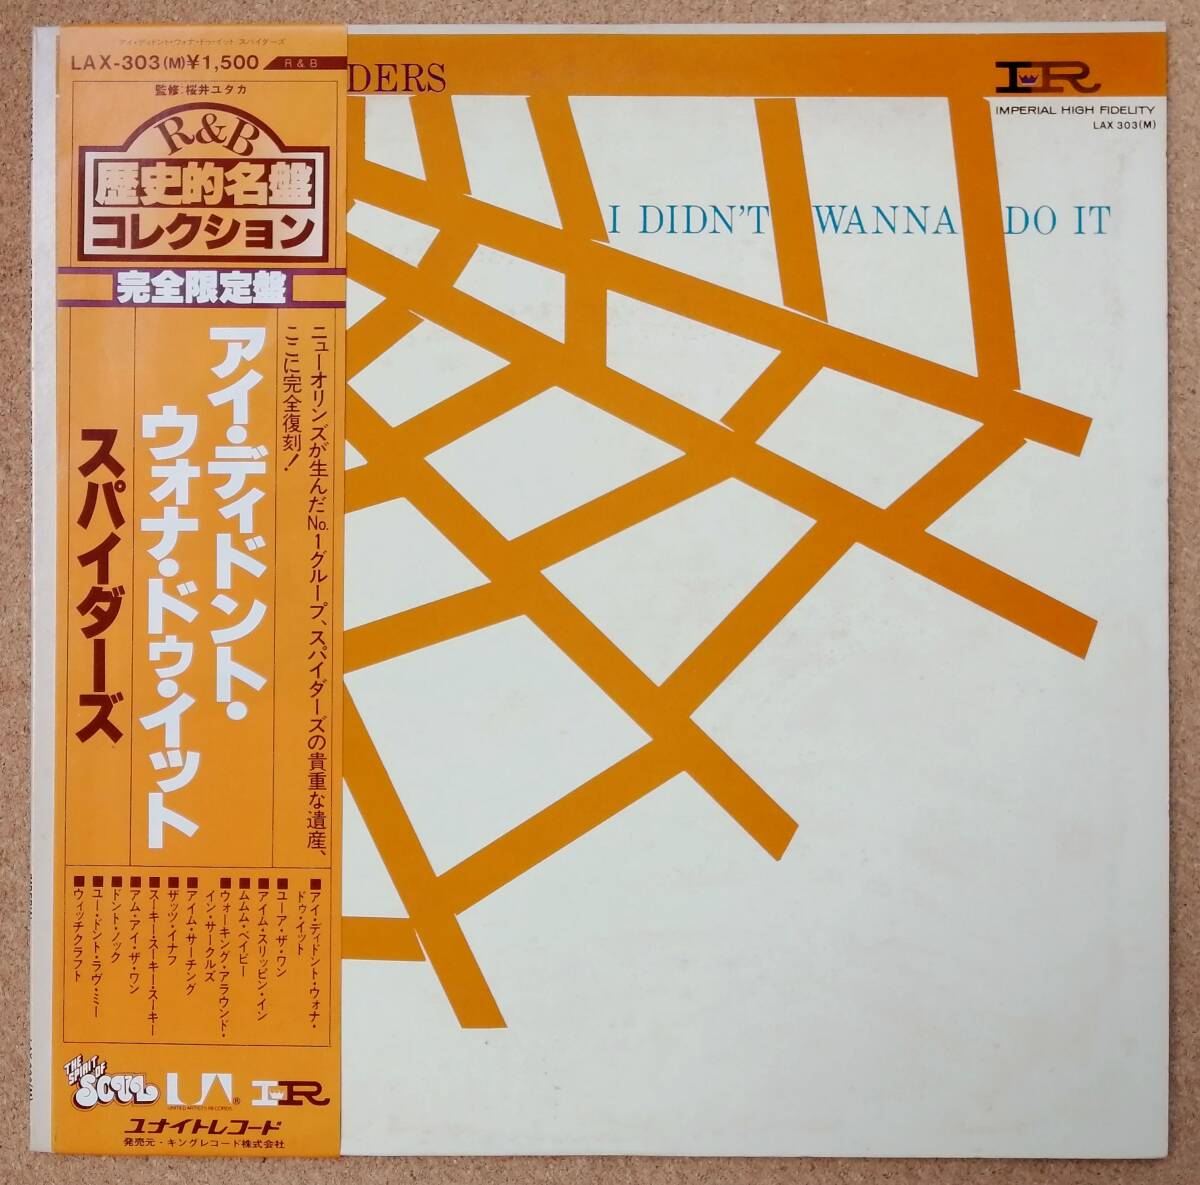 アイ・ディドント・ウォナ・ドゥ・イット スパイダーズ
LAX-303(M)¥1,500
R&B
監修:桜井ユタカ
R&B
歴史的名盤
コレクション
完全限定盤
ニューオリンズが生んだNo.1グループ、スパイダーズの貴重な遺産、
ここに完全復刻!
アイ・ディドント・
ウォナ・ドゥ・イット
スパイダーズ
■アイ・ディドント・ウォナ・
ドゥ・イット
■ユーア・ザ・ワン
■アイム・スリッピン・イン
■ムムム・ベイビー
■ウォーキング・アラウンド・
イン・サークルズ
■アイム・サーチング
■ザッツ・イナフ
■スーキー・スーキー・スーキー
■アム・アイ・ザ・ワン
■ドント・ノック
■ユー・ドント・ラヴ・ミー
■ウィッチクラフト
THE SPIRIT OF SOUL
UA®
UNITED ARTISTS RECORDS
IR
ユナイトレコード
発売元・キングレコード株式会社
DERS
IR
IMPERIAL HIGH FIDELITY
LAX 303(M)
I DIDN'T WANNA DO IT